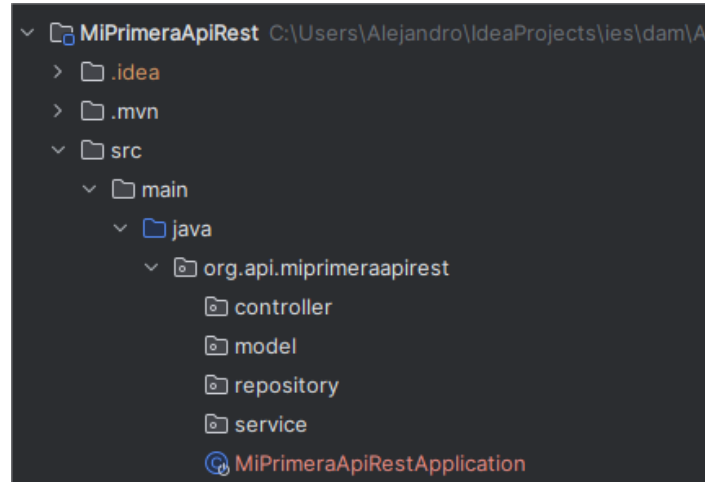 MiPrimeraApiRest C:\Users\Alejandro\IdeaProjects\ies\dam\A
.idea
.mvn
src
main
java
org.api.miprimeraapirest
controller
model
repository
service
MiPrimeraApiRestApplication